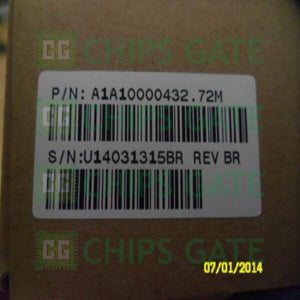 CHIPS GATE
P/N: A1A10000432.72M
S/N:U14031315BR REV BR
CHIPS GATE
07/01/2014